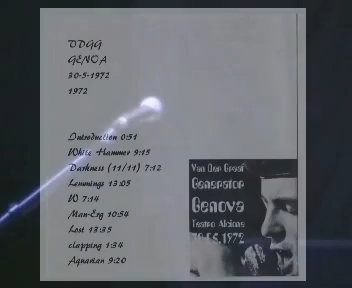 VDGG
GENOA
30-5-1972
1972
Introduction 0:51
White Hammer 9:15
Darkness (11/11) 7:12
Lemmings 13:05
W 7:14
Man-Erg 10:54
Lost 13:35
clapping 1:34
Aquarian 9:20
Van Der Graaf
Generator
Genova
Teatro Alcione
30.5.1972